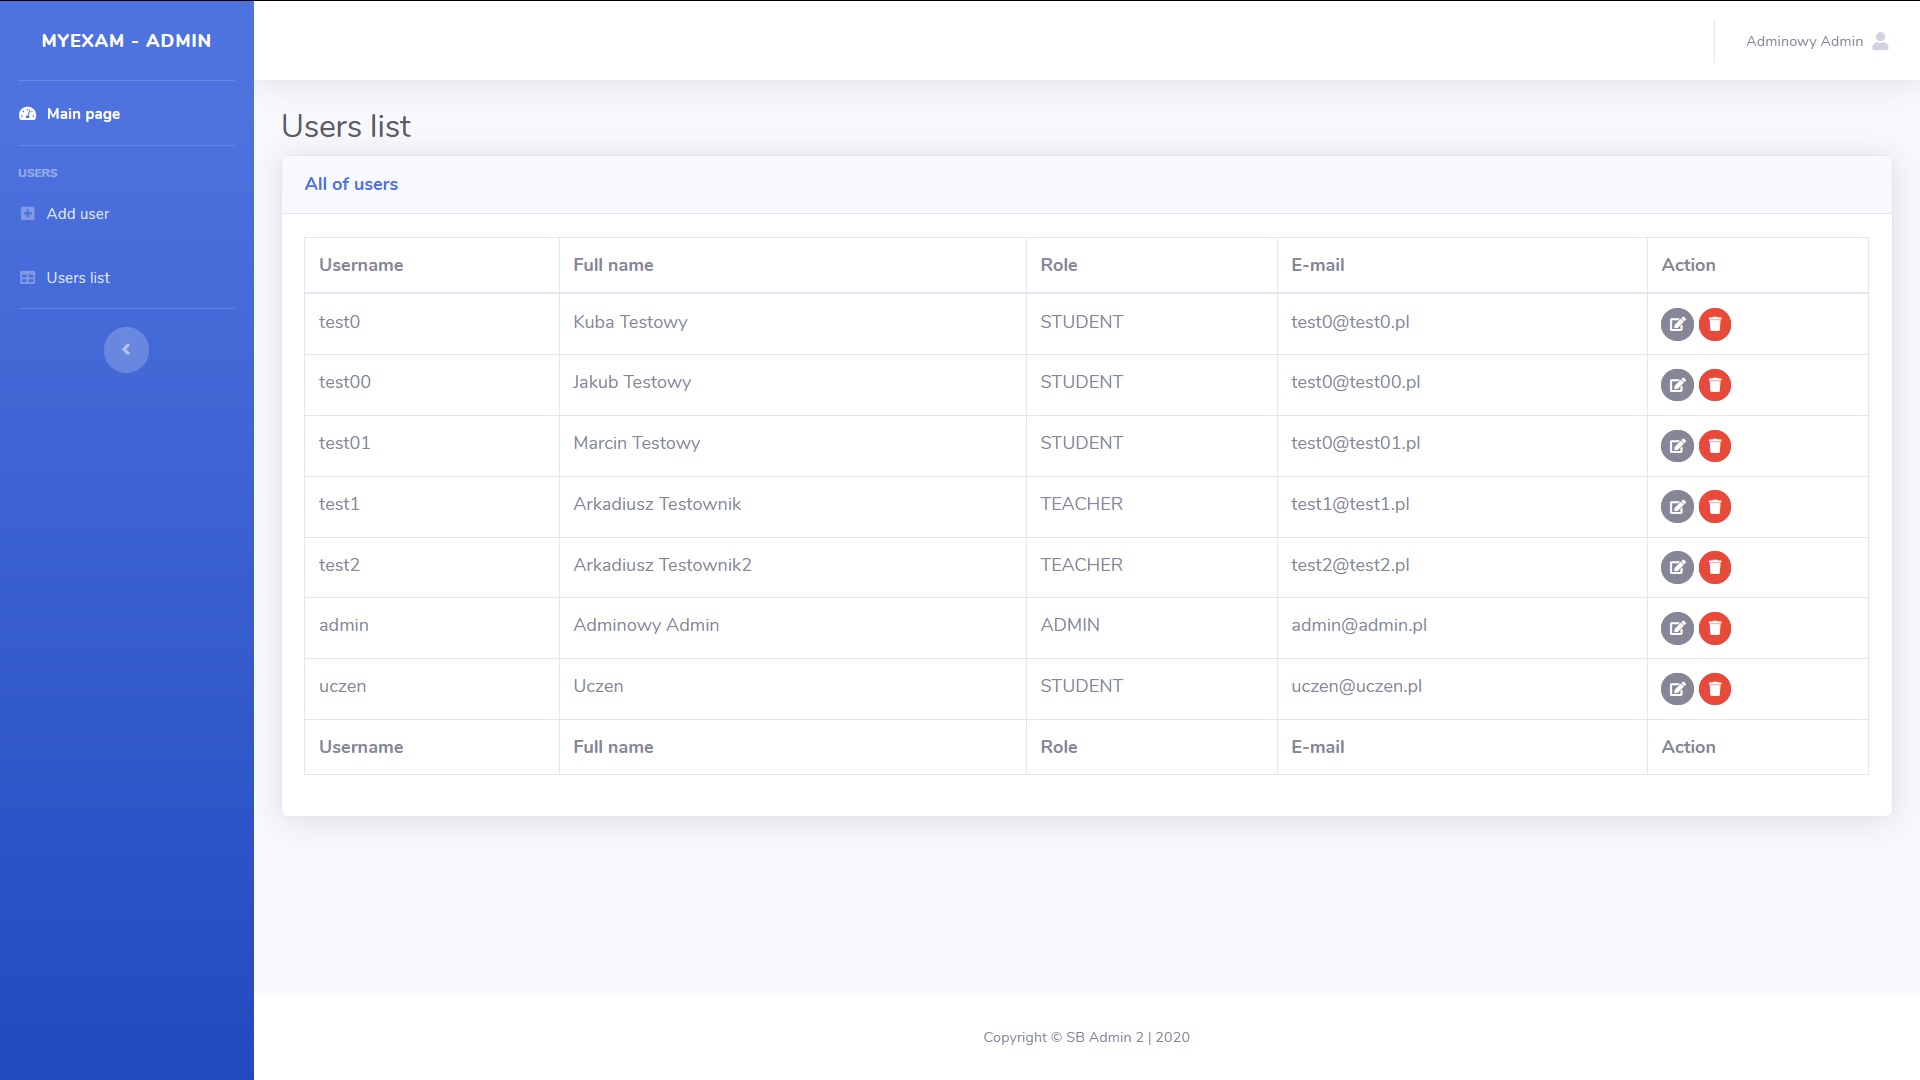 MYEXAM - ADMIN
Adminowy Admin
Main page
USERS
Add user
Users list
Users list
All of users
Username Full name Role E-mail Action
test0 Kuba Testowy STUDENT test0@test0.pl
test00 Jakub Testowy STUDENT test0@test00.pl
test01 Marcin Testowy STUDENT test0@test01.pl
test1 Arkadiusz Testownik TEACHER test1@test1.pl
test2 Arkadiusz Testownik2 TEACHER test2@test2.pl
admin Adminowy Admin ADMIN admin@admin.pl
uczen Uczen STUDENT uczen@uczen.pl
Username Full name Role E-mail Action
Copyright © SB Admin 2 | 2020